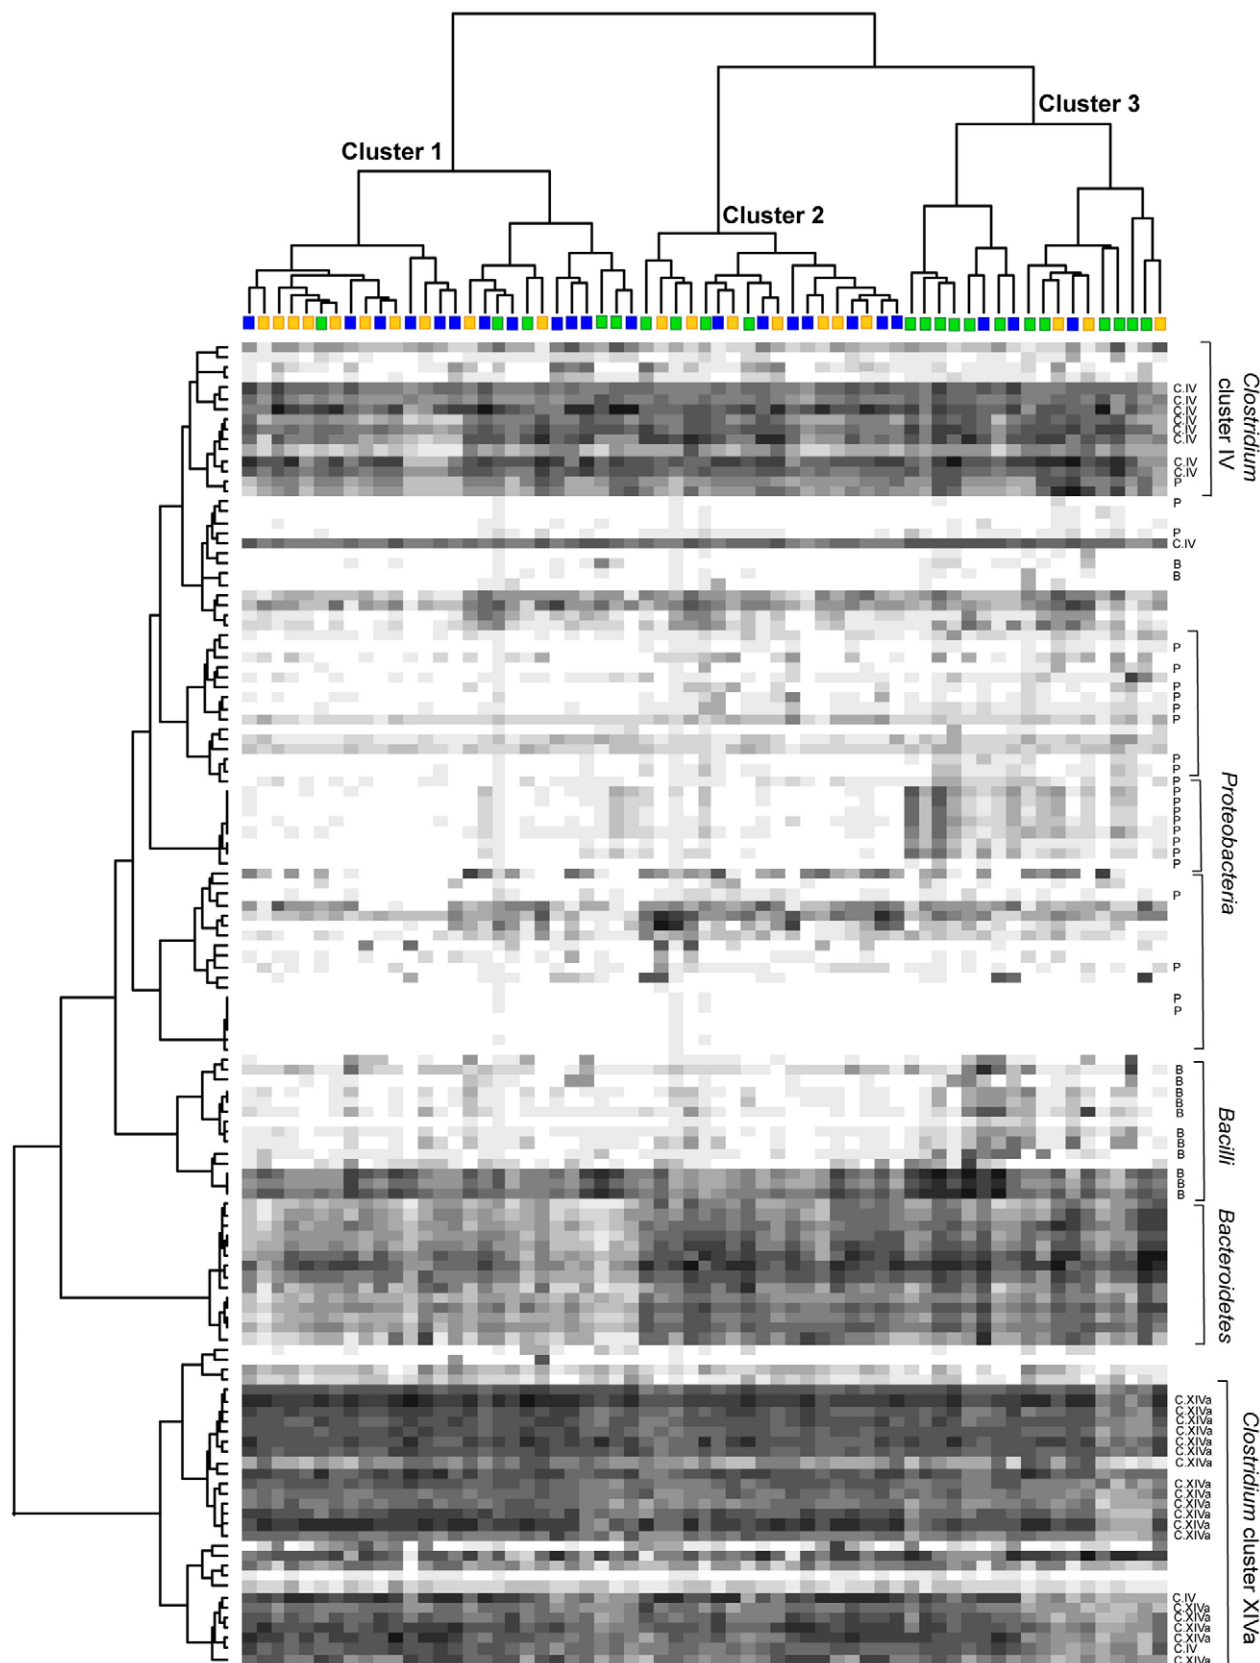 Cluster 3
Cluster 1
Cluster 2
Clostridium
cluster IV
C.IV
C.IV
C.IV
C.IV
C.IV
C.IV
C.IV
C.IV
P
P
P
C.IV
B
B
P
P
P
P
P
P
P
P
Proteobacteria
P
P
P
P
P
P
P
P
P
P
P
P
P
Bacilli
B
B
B
B
B
B
B
B
B
B
B
Bacteroidetes
Clostridium cluster XIVa
C.XIVa
C.XIVa
C.XIVa
C.XIVa
C.XIVa
C.XIVa
C.XIVa
C.XIVa
C.XIVa
C.XIVa
C.XIVa
C.XIVa
C.XIVa
C.IV
C.XIVa
C.XIVa
C.XIVa
C.XIVa
C.IV
C.XIVa